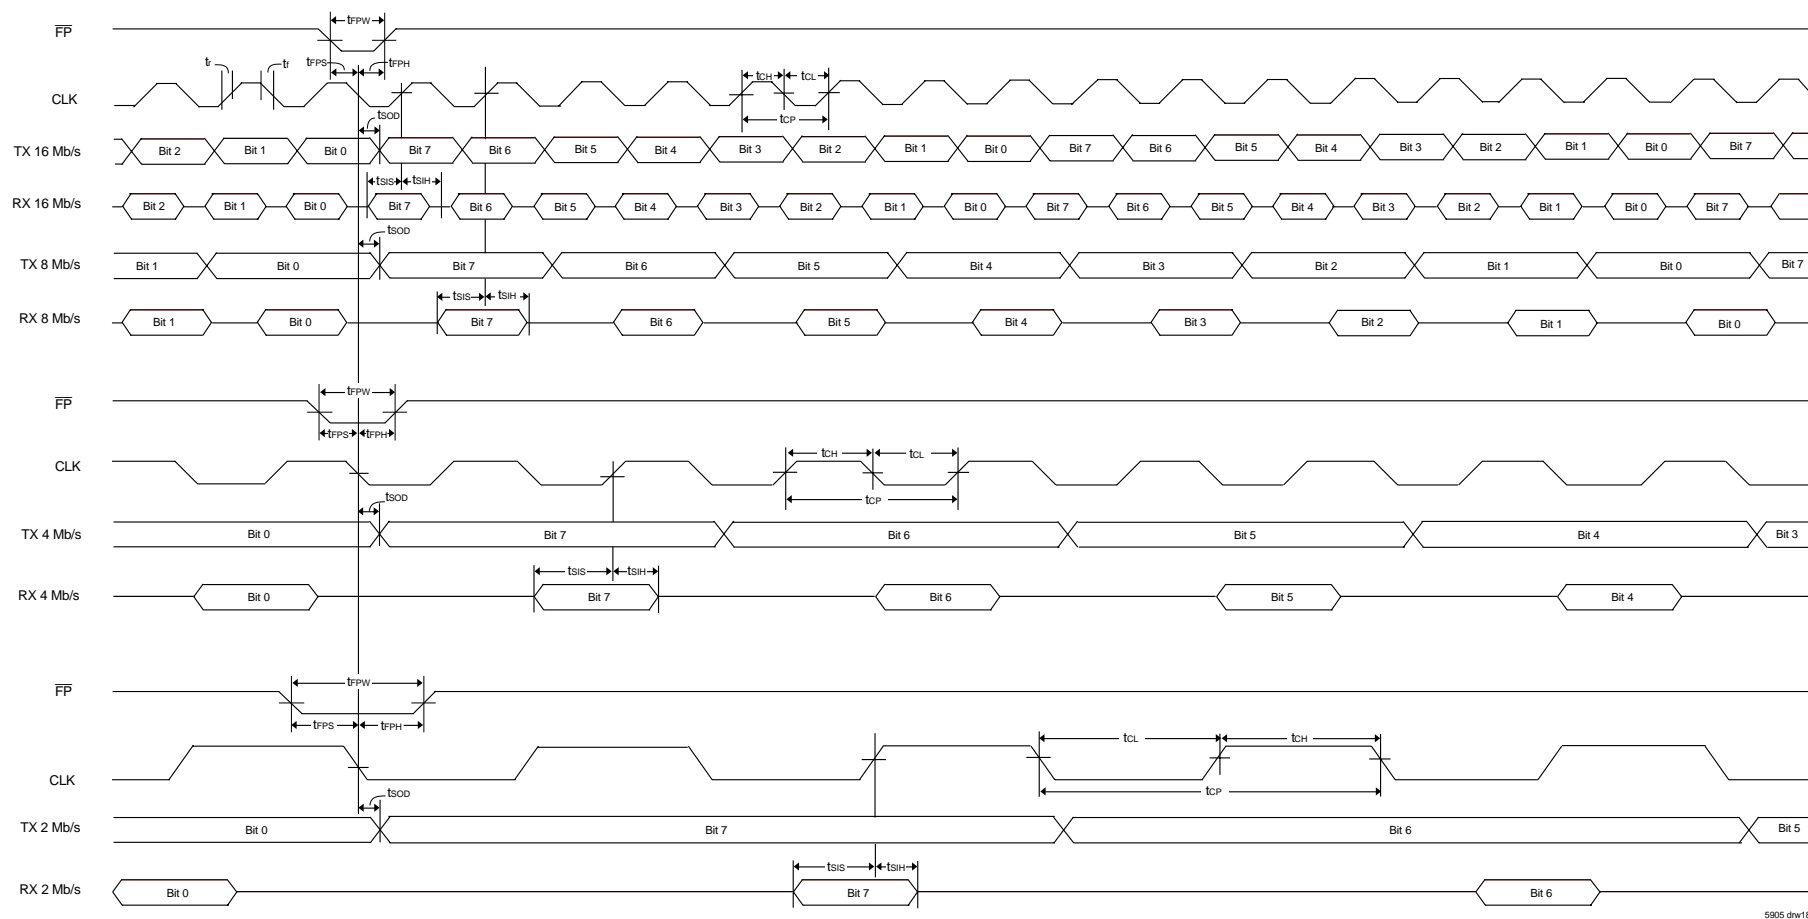 FP
tFPW
CLK
tr
tf
tFPS
tFPH
tCH
tCL
tCP
tSOD
TX 16 Mb/s
Bit 2 Bit 1 Bit 0 Bit 7 Bit 6 Bit 5 Bit 4 Bit 3 Bit 2 Bit 1 Bit 0 Bit 7 Bit 6 Bit 5 Bit 4 Bit 3 Bit 2 Bit 1 Bit 0 Bit 7
tSIS tSIH
RX 16 Mb/s
Bit 2 Bit 1 Bit 0 Bit 7 Bit 6 Bit 5 Bit 4 Bit 3 Bit 2 Bit 1 Bit 0 Bit 7 Bit 6 Bit 5 Bit 4 Bit 3 Bit 2 Bit 1 Bit 0 Bit 7
tSOD
TX 8 Mb/s
Bit 1 Bit 0 Bit 7 Bit 6 Bit 5 Bit 4 Bit 3 Bit 2 Bit 1 Bit 0 Bit 7
tSIS tSIH
RX 8 Mb/s
Bit 1 Bit 0 Bit 7 Bit 6 Bit 5 Bit 4 Bit 3 Bit 2 Bit 1 Bit 0
tFPW
FP
tFPS tFPH
CLK
tCH tCL
tCP
tSOD
TX 4 Mb/s
Bit 0 Bit 7 Bit 6 Bit 5 Bit 4 Bit 3
tSIS tSIH
RX 4 Mb/s
Bit 0 Bit 7 Bit 6 Bit 5 Bit 4
tFPW
FP
tFPS tFPH
tCL tCH
CLK
tCP
tSOD
TX 2 Mb/s
Bit 0 Bit 7 Bit 6 Bit 5
tSIS tSIH
RX 2 Mb/s
Bit 0 Bit 7 Bit 6
5905 drw18